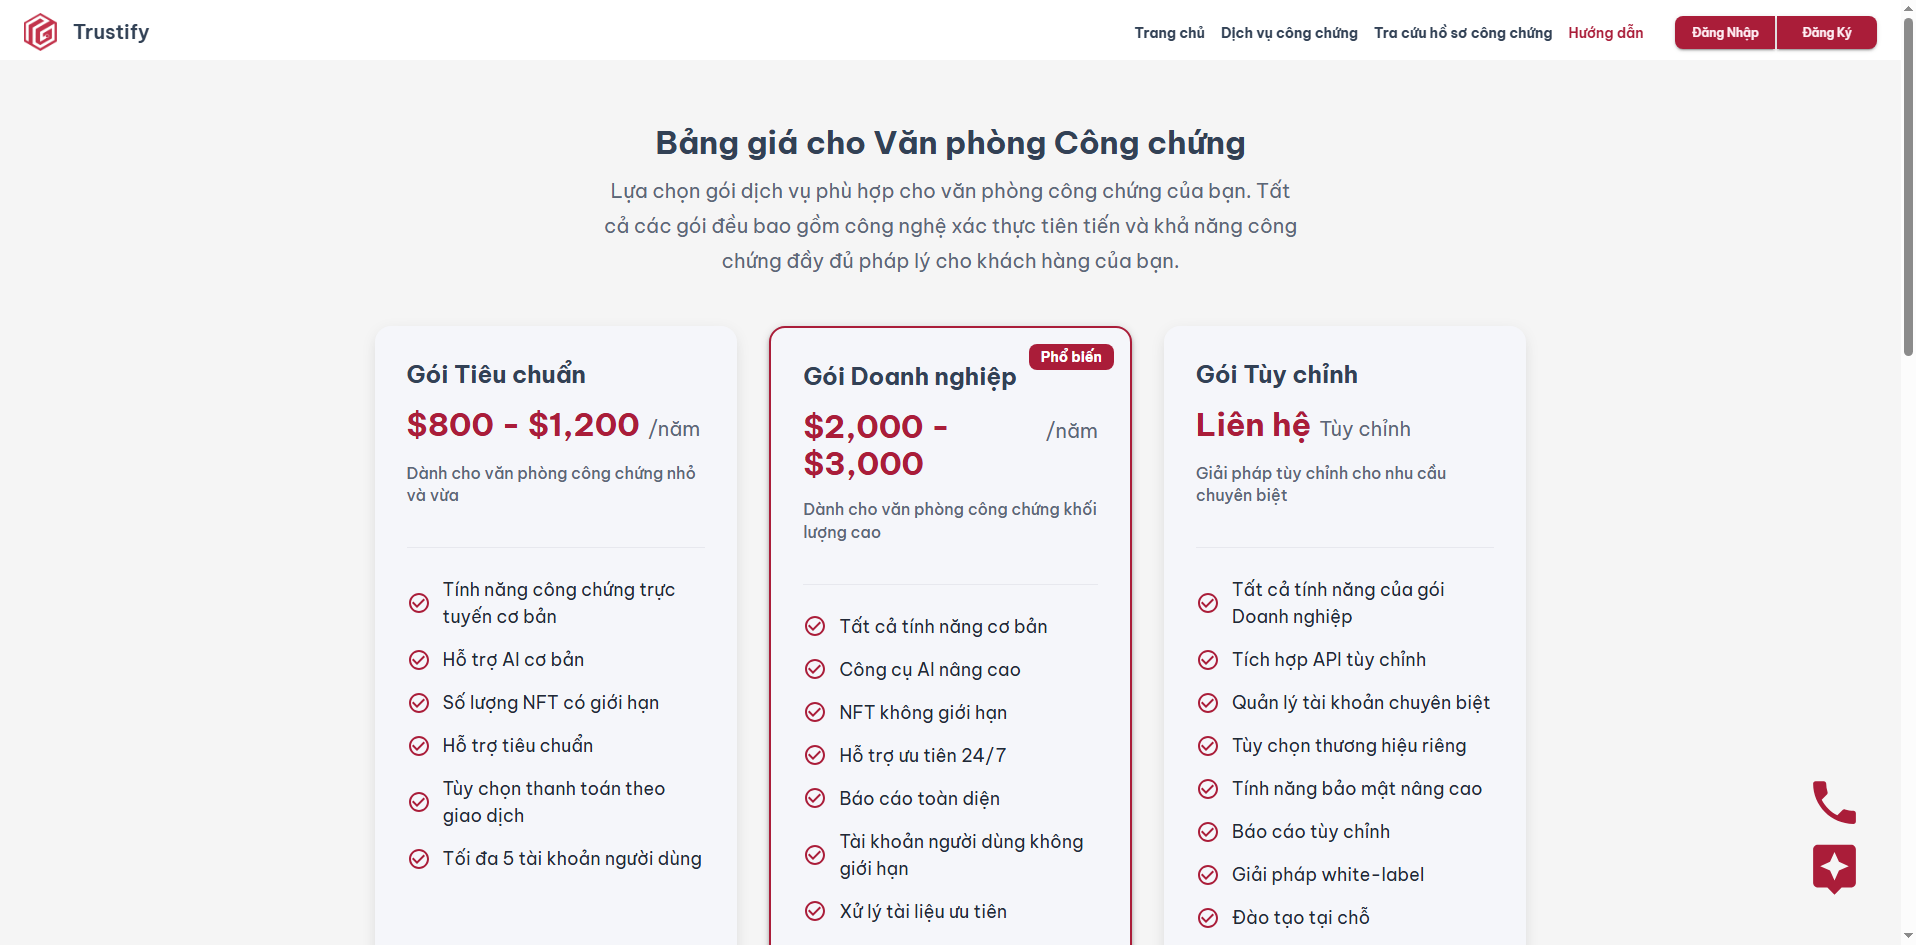 Trustify
Trang chủ
Dịch vụ công chứng
Tra cứu hồ sơ công chứng
Hướng dẫn
Đăng Nhập
Đăng Ký
Bảng giá cho Văn phòng Công chứng
Lựa chọn gói dịch vụ phù hợp cho văn phòng công chứng của bạn. Tất
cả các gói đều bao gồm công nghệ xác thực tiên tiến và khả năng công
chứng đầy đủ pháp lý cho khách hàng của bạn.
Gói Tiêu chuẩn
$800 - $1,200 /năm
Dành cho văn phòng công chứng nhỏ
và vừa
Tính năng công chứng trực
tuyến cơ bản
Hỗ trợ AI cơ bản
Số lượng NFT có giới hạn
Hỗ trợ tiêu chuẩn
Tùy chọn thanh toán theo
giao dịch
Tối đa 5 tài khoản người dùng
Phổ biến
Gói Doanh nghiệp
$2,000 - /năm
$3,000
Dành cho văn phòng công chứng khối
lượng cao
Tất cả tính năng cơ bản
Công cụ AI nâng cao
NFT không giới hạn
Hỗ trợ ưu tiên 24/7
Báo cáo toàn diện
Tài khoản người dùng không
giới hạn
Xử lý tài liệu ưu tiên
Gói Tùy chỉnh
Liên hệ Tùy chỉnh
Giải pháp tùy chỉnh cho nhu cầu
chuyên biệt
Tất cả tính năng của gói
Doanh nghiệp
Tích hợp API tùy chỉnh
Quản lý tài khoản chuyên biệt
Tùy chọn thương hiệu riêng
Tính năng bảo mật nâng cao
Báo cáo tùy chỉnh
Giải pháp white-label
Đào tạo tại chỗ